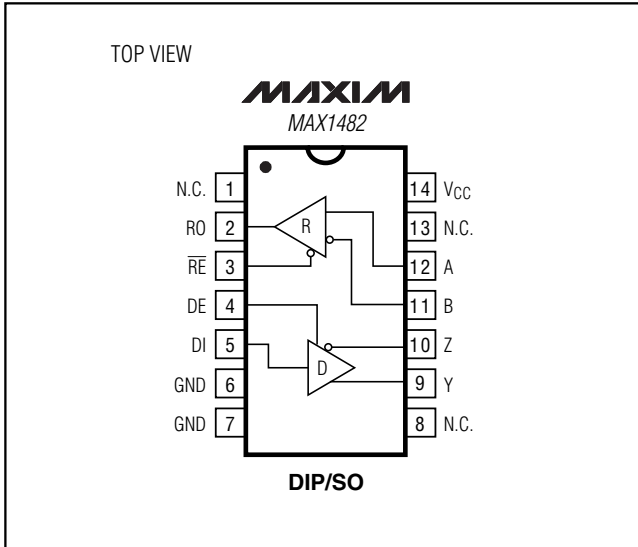 TOP VIEW
MAXIM
MAX1482
N.C. 1
RO 2
R̅E̅ 3
DE 4
DI 5
GND 6
GND 7
14 VCC
13 N.C.
12 A
11 B
10 Z
9 Y
8 N.C.
R
D
DIP/SO